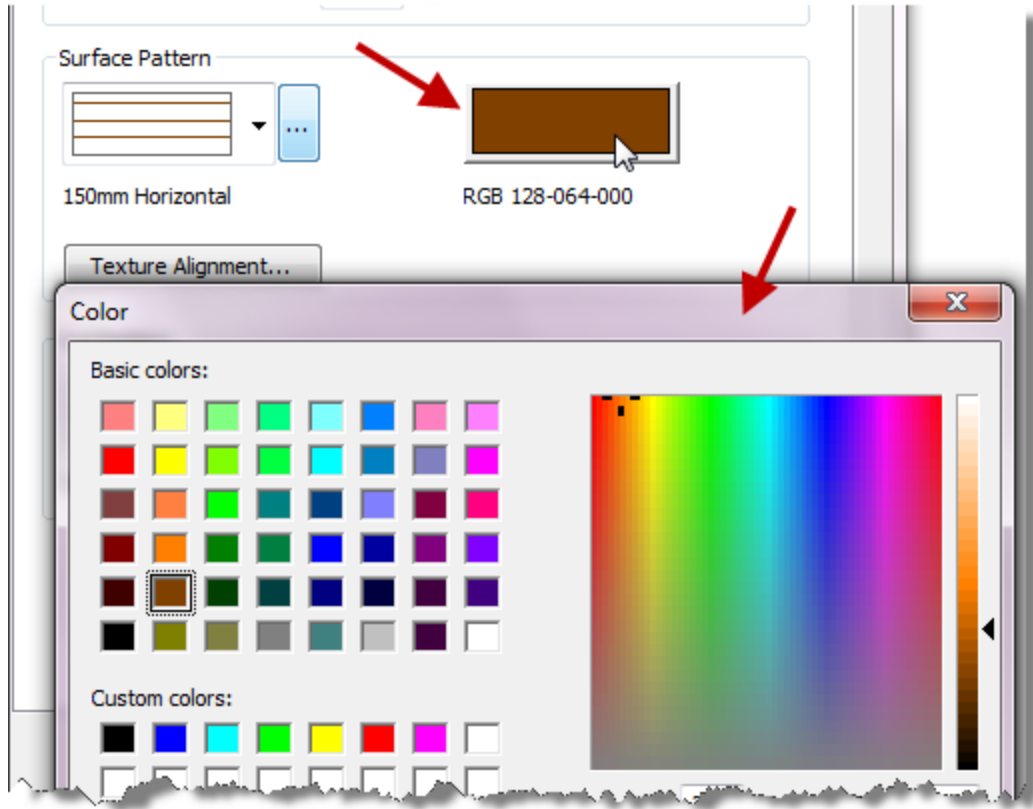 Surface Pattern
...
150mm Horizontal
RGB 128-064-000
Texture Alignment...
Color
Basic colors:
Custom colors: